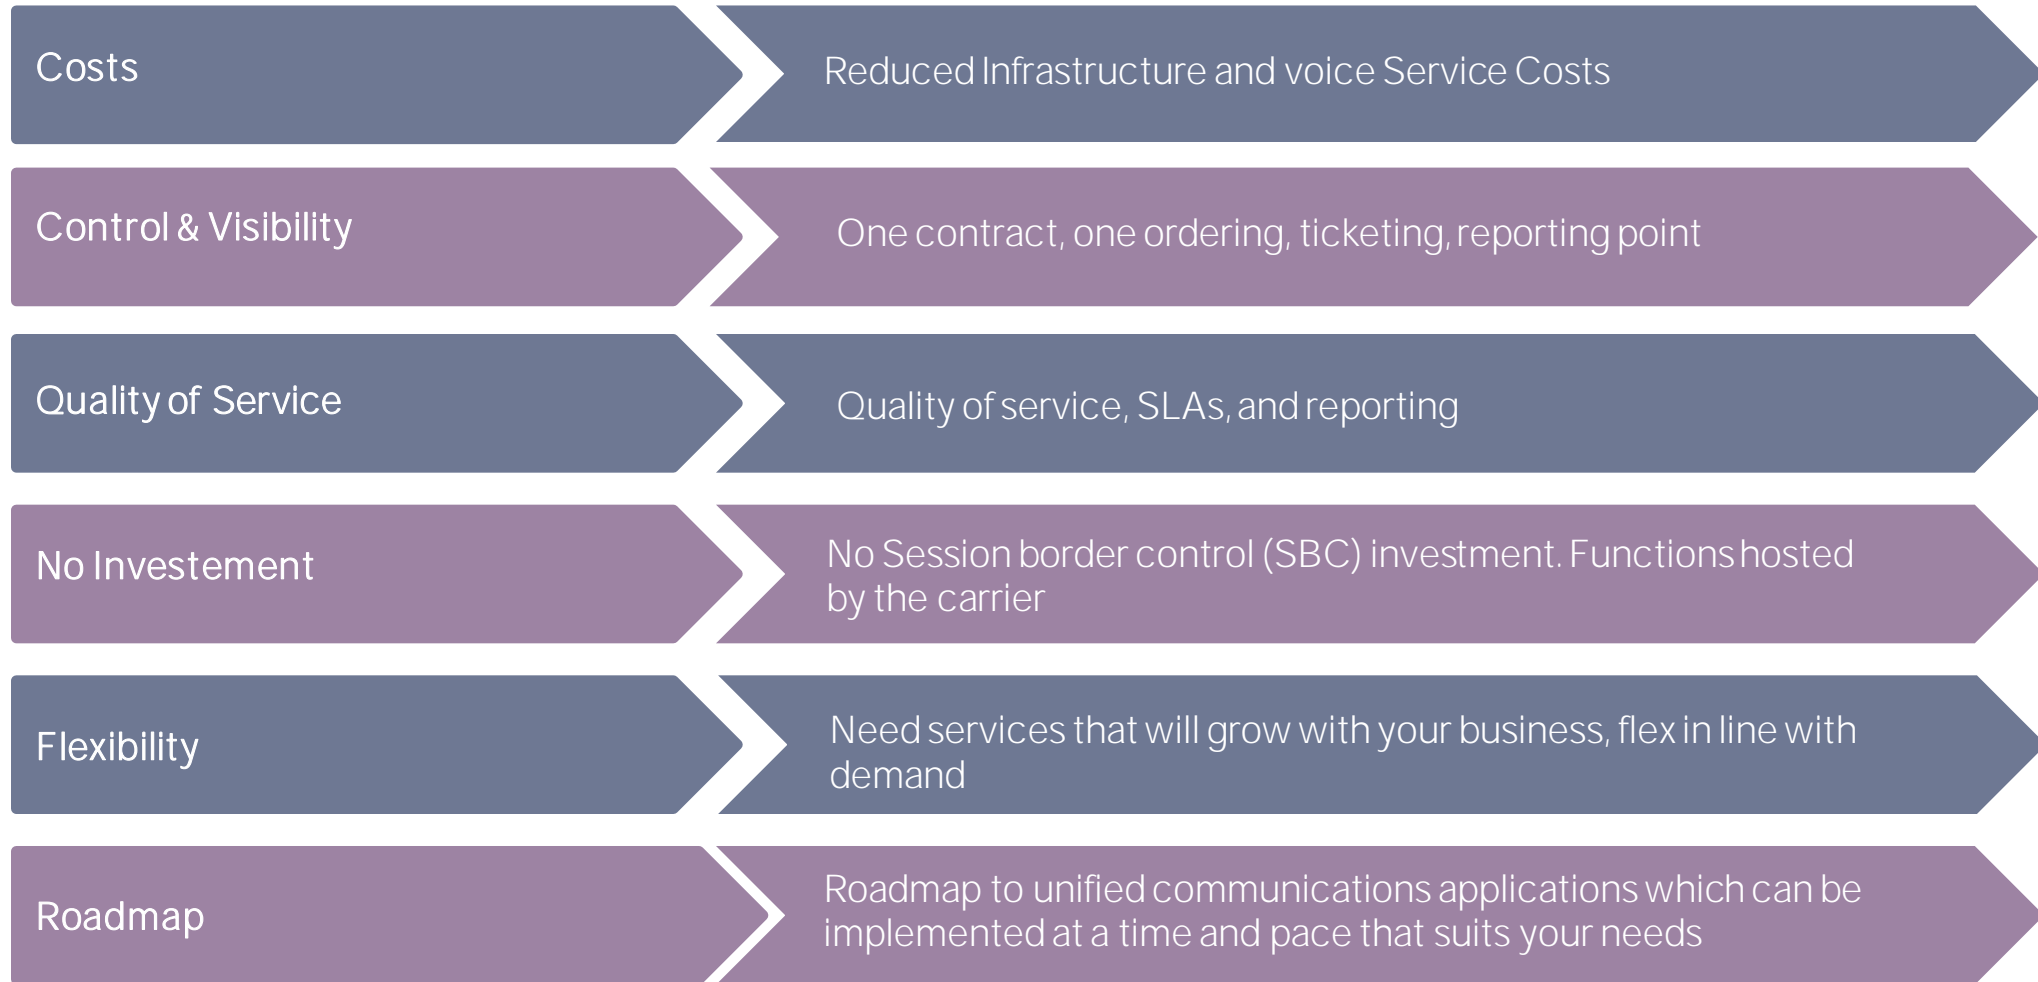 Costs
Reduced Infrastructure and voice Service Costs
Control & Visibility
One contract, one ordering, ticketing, reporting point
Quality of Service
Quality of service, SLAs, and reporting
No Investement
No Session border control (SBC) investment. Functions hosted
by the carrier
Flexibility
Need services that will grow with your business, flex in line with
demand
Roadmap
Roadmap to unified communications applications which can be
implemented at a time and pace that suits your needs